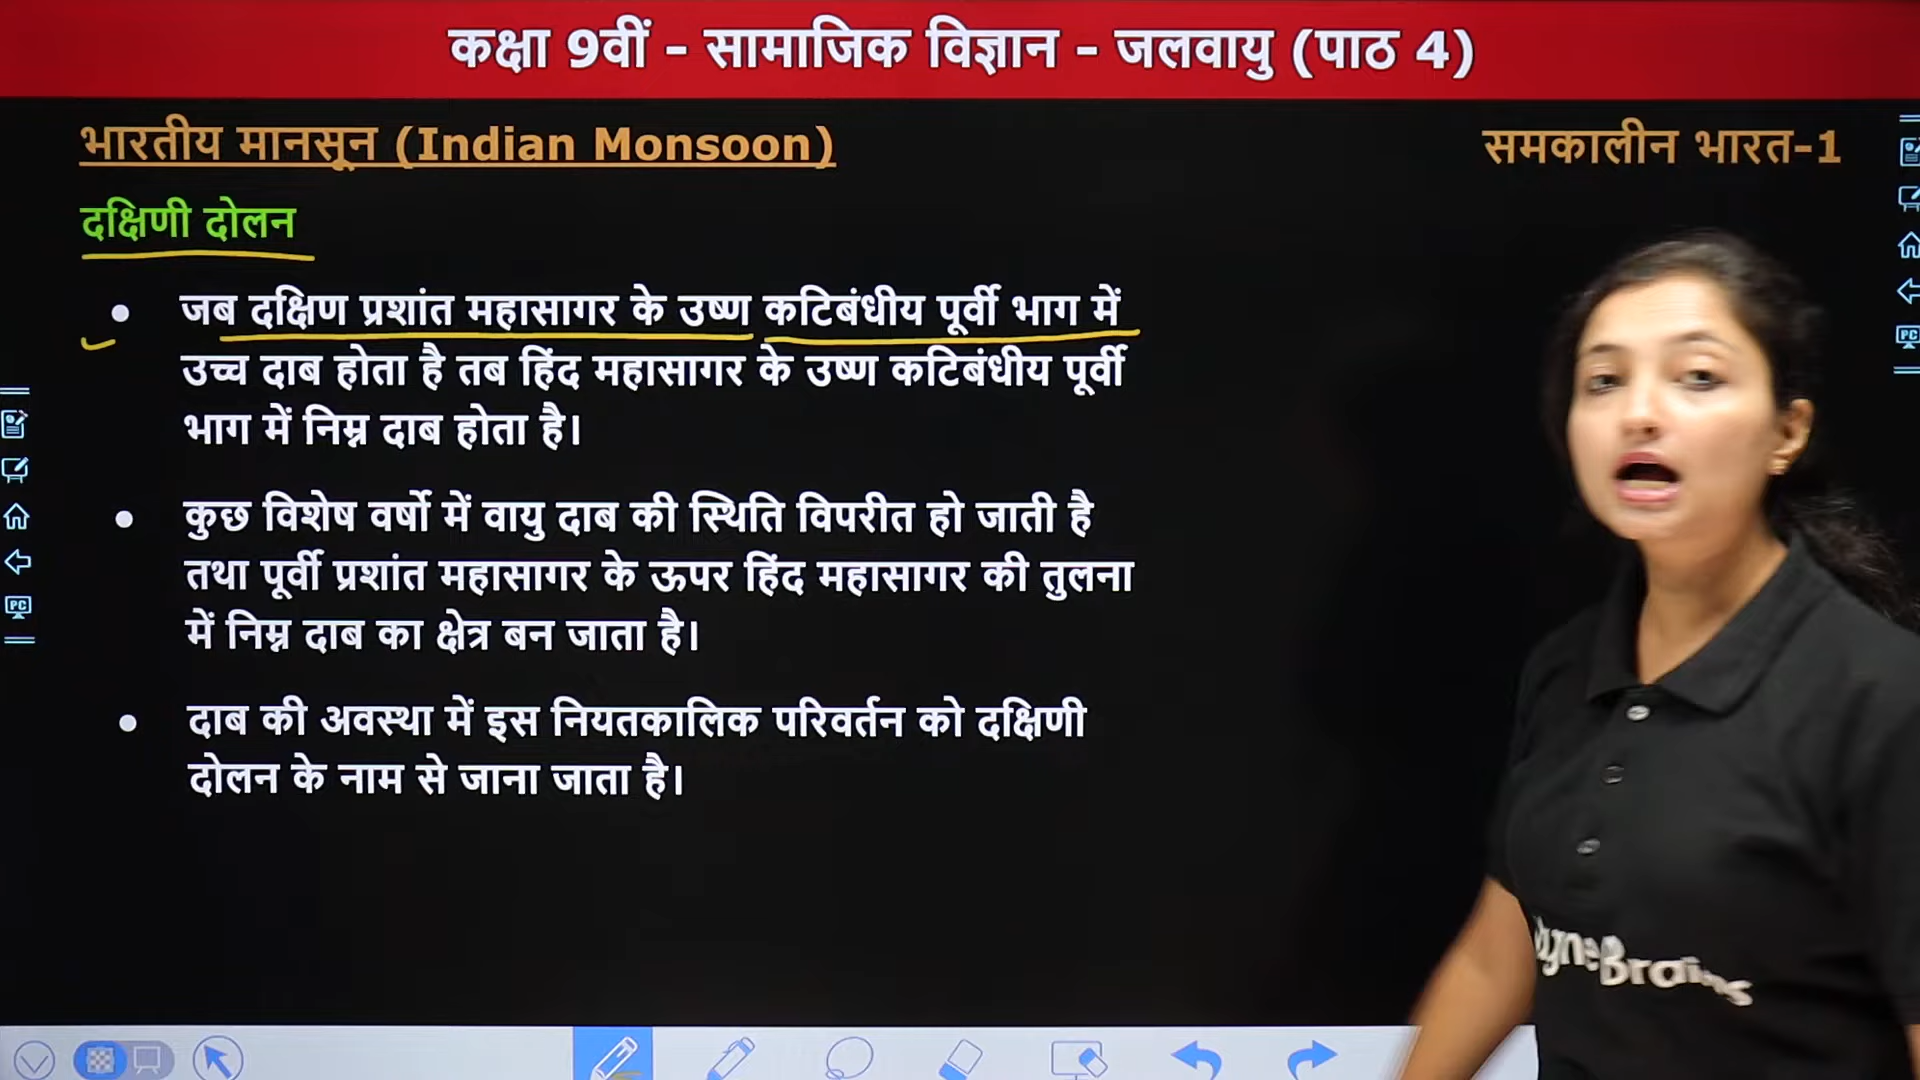 कक्षा 9वीं - सामाजिक विज्ञान - जलवायु (पाठ 4)
भारतीय मानसून (Indian Monsoon)
समकालीन भारत-1
दक्षिणी दोलन
• जब दक्षिण प्रशांत महासागर के उष्ण कटिबंधीय पूर्वी भाग में
उच्च दाब होता है तब हिंद महासागर के उष्ण कटिबंधीय पूर्वी
भाग में निम्न दाब होता है।
• कुछ विशेष वर्षो में वायु दाब की स्थिति विपरीत हो जाती है
तथा पूर्वी प्रशांत महासागर के ऊपर हिंद महासागर की तुलना
में निम्न दाब का क्षेत्र बन जाता है।
• दाब की अवस्था में इस नियतकालिक परिवर्तन को दक्षिणी
दोलन के नाम से जाना जाता है।
PC
PC